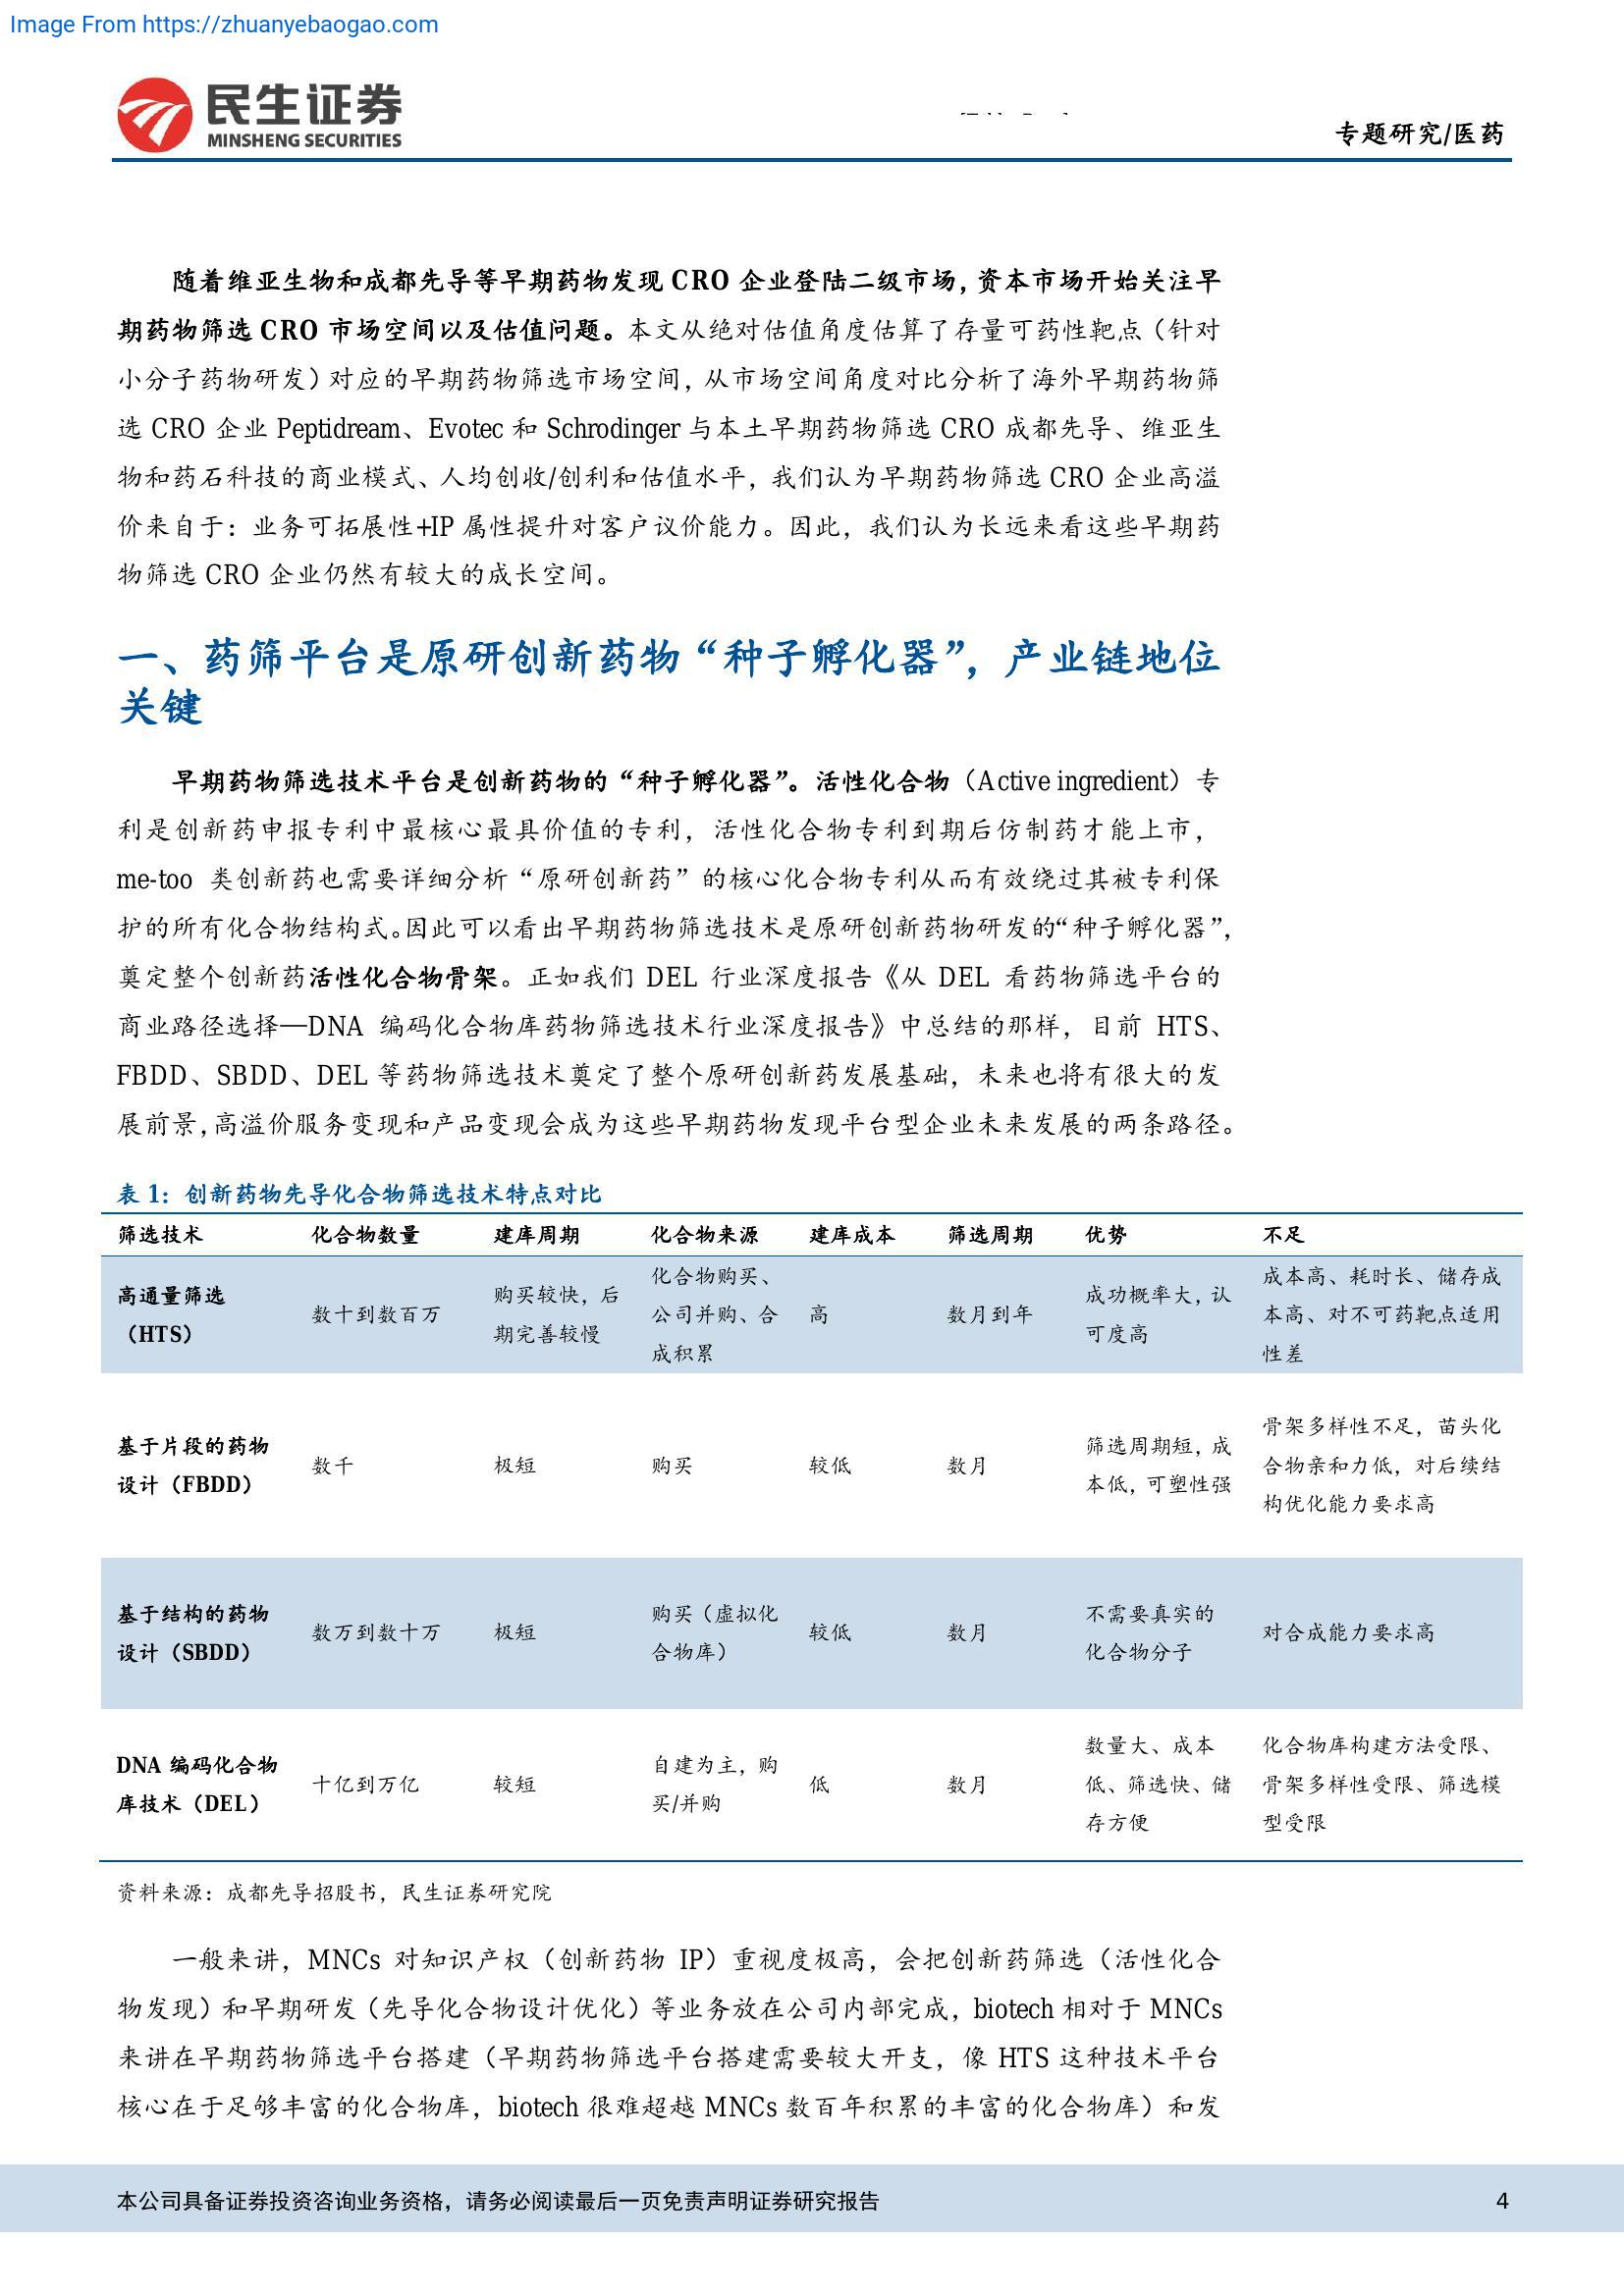 Image From https://zhuanyebaogao.com
民生证券
MINSHENG SECURITIES
专题研究/医药
随着维亚生物和成都先导等早期药物发现 CRO 企业登陆二级市场，资本市场开始关注早
期药物筛选 CRO 市场空间以及估值问题。本文从绝对估值角度估算了存量可药性靶点（针对
小分子药物研发）对应的早期药物筛选市场空间，从市场空间角度对比分析了海外早期药物筛
选 CRO 企业 Peptidream、Evotec 和 Schrodinger 与本土早期药物筛选 CRO 成都先导、维亚生
物和药石科技的商业模式、人均创收/创利和估值水平，我们认为早期药物筛选 CRO 企业高溢
价来自于：业务可拓展性+IP 属性提升对客户议价能力。因此，我们认为长远来看这些早期药
物筛选 CRO 企业仍然有较大的成长空间。
一、药筛平台是原研创新药物“种子孵化器”，产业链地位
关键
早期药物筛选技术平台是创新药物的“种子孵化器”。活性化合物（Active ingredient）专
利是创新药申报专利中最核心最具价值的专利，活性化合物专利到期后仿制药才能上市，
me-too 类创新药也需要详细分析“原研创新药”的核心化合物专利从而有效绕过其被专利保
护的所有化合物结构式。因此可以看出早期药物筛选技术是原研创新药物研发的“种子孵化器”，
奠定整个创新药活性化合物骨架。正如我们 DEL 行业深度报告《从 DEL 看药物筛选平台的
商业路径选择—DNA 编码化合物库药物筛选技术行业深度报告》中总结的那样，目前 HTS、
FBDD、SBDD、DEL 等药物筛选技术奠定了整个原研创新药发展基础，未来也将有很大的发
展前景，高溢价服务变现和产品变现会成为这些早期药物发现平台型企业未来发展的两条路径。
表 1：创新药物先导化合物筛选技术特点对比
筛选技术 化合物数量 建库周期 化合物来源 建库成本 筛选周期 优势 不足
高通量筛选
（HTS）
数十到数百万
购买较快，后
期完善较慢
化合物购买、
公司并购、合
成积累
高
数月到年
成功概率大，认
可度高
成本高、耗时长、储存成
本高、对不可药靶点适用
性差
基于片段的药物
设计（FBDD）
数千
极短
购买
较低
数月
筛选周期短，成
本低，可塑性强
骨架多样性不足，苗头化
合物亲和力低，对后续结
构优化能力要求高
基于结构的药物
设计（SBDD）
数万到数十万
极短
购买（虚拟化
合物库）
较低
数月
不需要真实的
化合物分子
对合成能力要求高
DNA 编码化合物
库技术（DEL）
十亿到万亿
较短
自建为主，购
买/并购
低
数月
数量大、成本
低、筛选快、储
存方便
化合物库构建方法受限、
骨架多样性受限、筛选模
型受限
资料来源：成都先导招股书，民生证券研究院
一般来讲，MNCs 对知识产权（创新药物 IP）重视度极高，会把创新药筛选（活性化合
物发现）和早期研发（先导化合物设计优化）等业务放在公司内部完成，biotech 相对于 MNCs
来讲在早期药物筛选平台搭建（早期药物筛选平台搭建需要较大开支，像 HTS 这种技术平台
核心在于足够丰富的化合物库，biotech 很难超越 MNCs 数百年积累的丰富的化合物库）和发
本公司具备证券投资咨询业务资格，请务必阅读最后一页免责声明证券研究报告 4